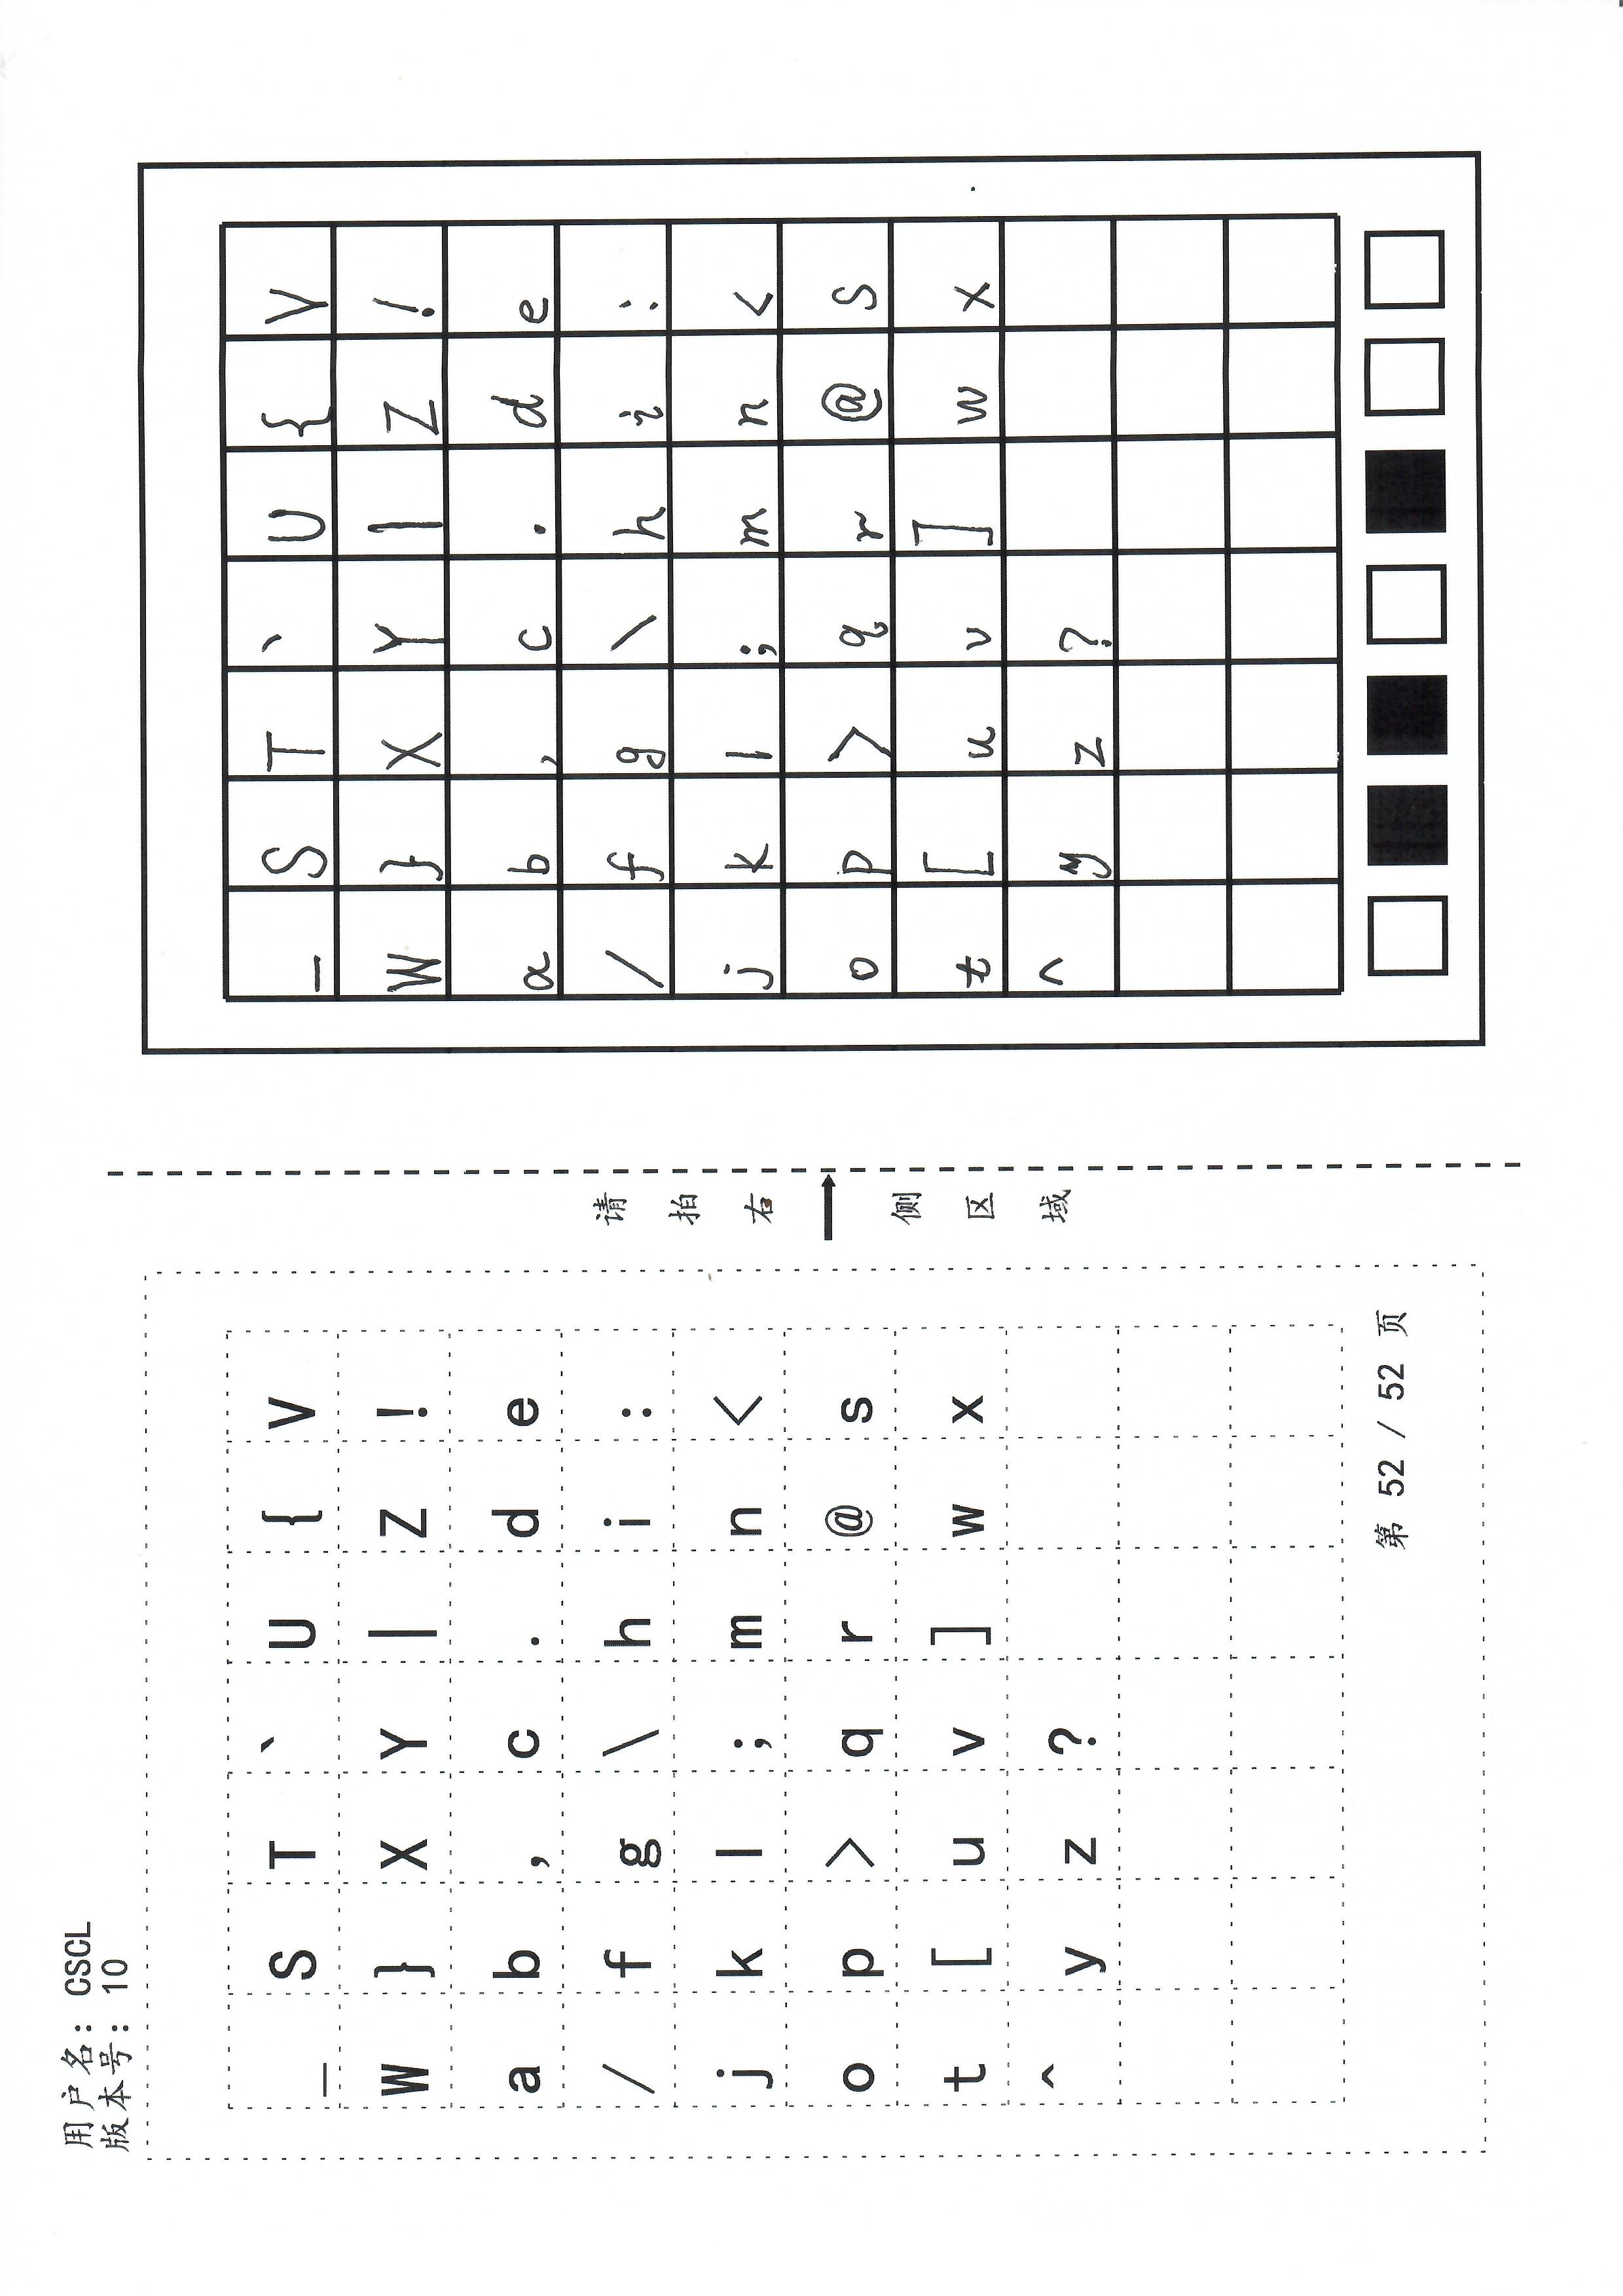 用户名: CSCL
版本号: 10
_ S T ` U { V
W } X Y | Z !
a b , c . d e
/ f g \ h i :
j k l ; m n <
o p > q r @ s
t [ u v ] w x
^ y z ?
第 52 / 52 页
请拍右
侧区域
_ S T ` U { V
W } X Y | Z !
a b , c . d e
/ f g \ h i :
j k l ; m n <
o p > q r @ s
t [ u v ] w x
^ y z ?